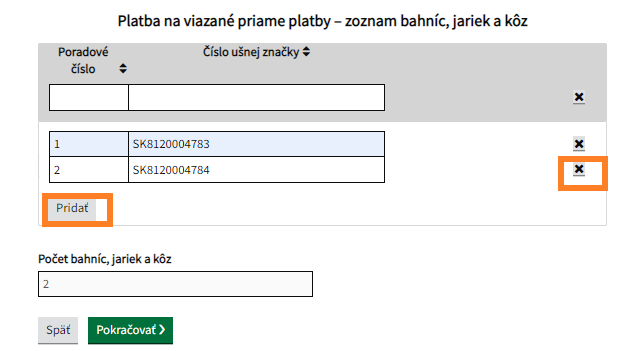 Platba na viazané priame platby – zoznam bahníc, jariek a kôz
Poradové číslo
Číslo ušnej značky
1 SK8120004783
2 SK8120004784
Pridať
Počet bahníc, jariek a kôz
2
Späť Pokračovať